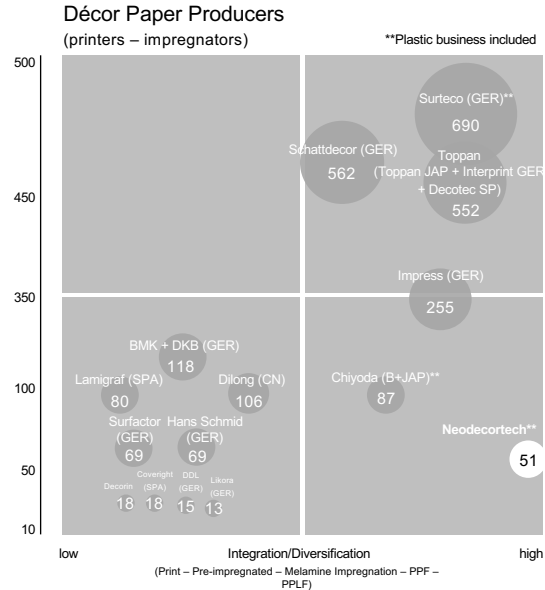 Décor Paper Producers
(printers – impregnators)
**Plastic business included
500
450
350
100
50
10
Surteco (GER)**
690
Schattdecor (GER)
562
Toppan
(Toppan JAP + Interprint GER
+ Decotec SP)
552
Impress (GER)
255
BMK + DKB (GER)
118
Lamigraf (SPA)
80
Dilong (CN)
106
Chiyoda (B+JAP)**
87
Surfactor
(GER)
69
Hans Schmid
(GER)
69
Neodecortech**
51
Decorin
18
Coveright
(SPA)
18
DDL
(GER)
15
Likora
(GER)
13
low
Integration/Diversification
high
(Print – Pre-impregnated – Melamine Impregnation – PPF –
PPLF)